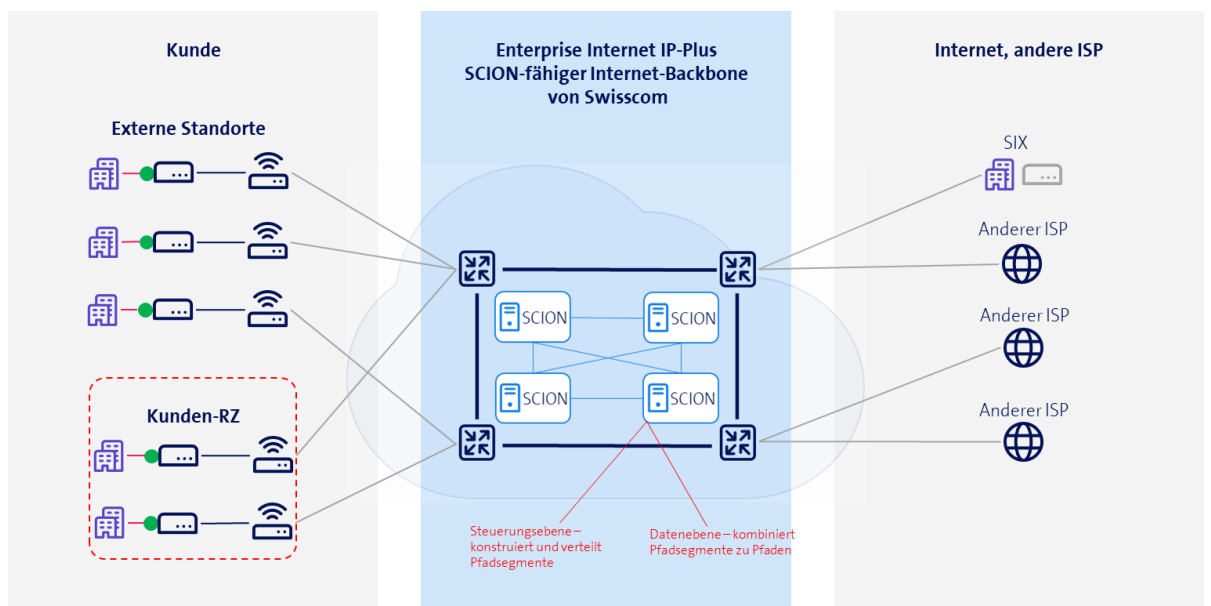 Kunde
Enterprise Internet IP-Plus
SCION-fähiger Internet-Backbone
von Swisscom
Internet, andere ISP
Externe Standorte
SIX
Anderer ISP
Anderer ISP
Anderer ISP
SCION
SCION
SCION
SCION
Kunden-RZ
Steuerungsebene –
konstruiert und verteilt
Pfadsegmente
Datenebene – kombiniert
Pfadsegmente zu Pfaden